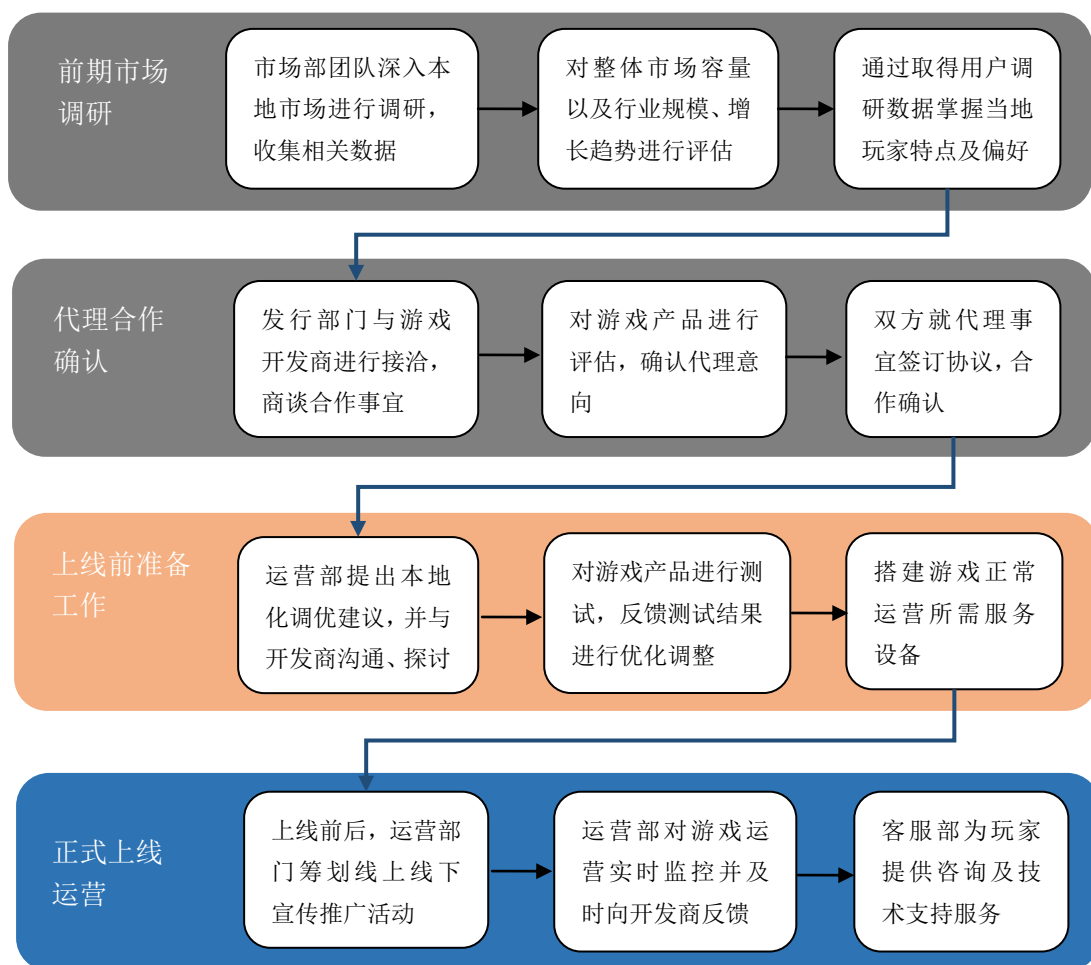 前期市场
调研
市场部团队深入本
地市场进行调研，
收集相关数据
对整体市场容量
以及行业规模、增
长趋势进行评估
通过取得用户调
研数据掌握当地
玩家特点及偏好
代理合作
确认
发行部门与游戏
开发商进行接洽，
商谈合作事宜
对游戏产品进行
评估，确认代理意
向
双方就代理事
宜签订协议，合
作确认
上线前准备
工作
运营部提出本地
化调优建议，并与
开发商沟通、探讨
对游戏产品进行测
试，反馈测试结果
进行优化调整
搭建游戏正常
运营所需服务
设备
正式上线
运营
上线前后，运营部
门筹划线上线下
宣传推广活动
运营部对游戏运
营实时监控并及
时向开发商反馈
客服部为玩家
提供咨询及技
术支持服务